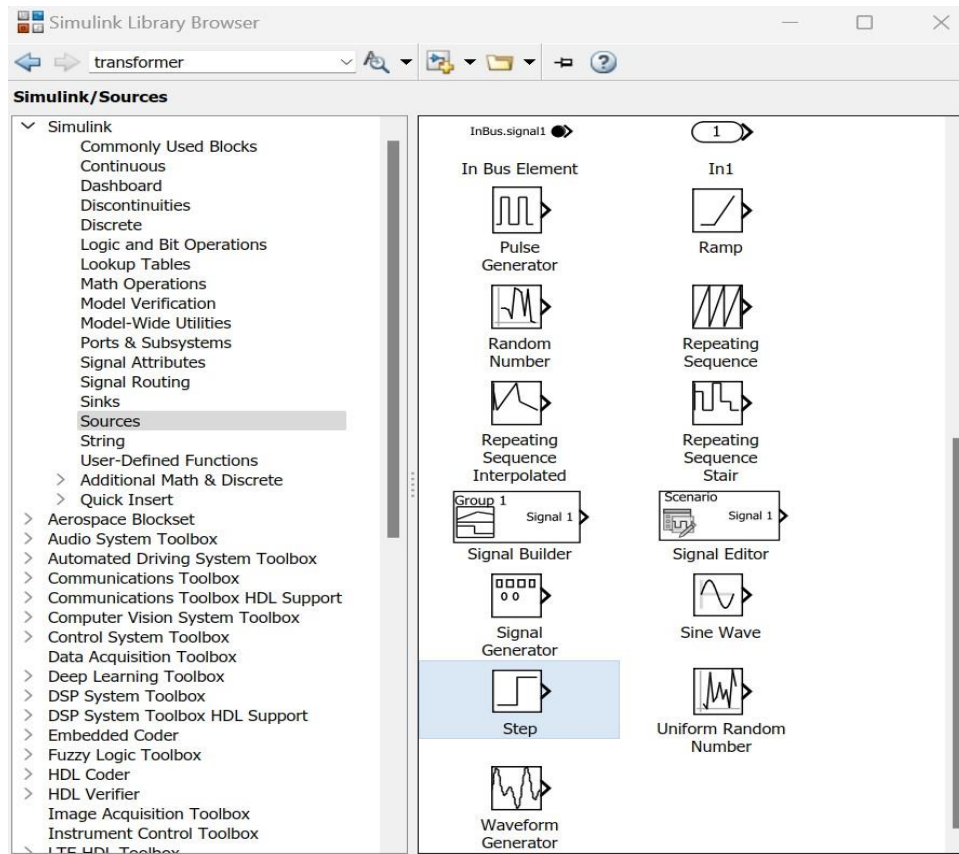 Simulink Library Browser
transformer
Simulink/Sources
Simulink
Commonly Used Blocks
Continuous
Dashboard
Discontinuities
Discrete
Logic and Bit Operations
Lookup Tables
Math Operations
Model Verification
Model-Wide Utilities
Ports & Subsystems
Signal Attributes
Signal Routing
Sinks
Sources
String
User-Defined Functions
Additional Math & Discrete
Quick Insert
Aerospace Blockset
Audio System Toolbox
Automated Driving System Toolbox
Communications Toolbox
Communications Toolbox HDL Support
Computer Vision System Toolbox
Control System Toolbox
Data Acquisition Toolbox
Deep Learning Toolbox
DSP System Toolbox
DSP System Toolbox HDL Support
Embedded Coder
Fuzzy Logic Toolbox
HDL Coder
HDL Verifier
Image Acquisition Toolbox
Instrument Control Toolbox
LTE HDL Toolbox
InBus.signal1
1
In Bus Element
In1
Pulse
Generator
Ramp
Random
Number
Repeating
Sequence
Repeating
Sequence
Interpolated
Repeating
Sequence
Stair
Group 1
Signal 1
Signal Builder
Scenario
Signal 1
Signal Editor
Signal
Generator
Sine Wave
Step
Uniform Random
Number
Waveform
Generator